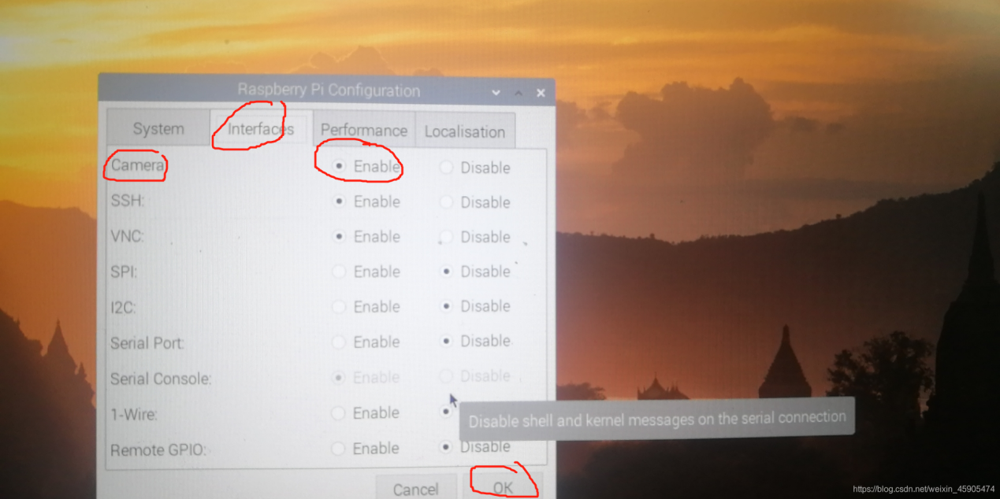 Raspberry Pi Configuration
System Interfaces Performance Localisation
Camera Enable Disable
SSH: Enable Disable
VNC: Enable Disable
SPI: Enable Disable
I2C: Enable Disable
Serial Port: Enable Disable
Serial Console: Enable Disable
1-Wire: Enable
Disable shell and kernel messages on the serial connection
Remote GPIO: Enable Disable
Cancel OK
https://blog.csdn.net/weixin_45905474